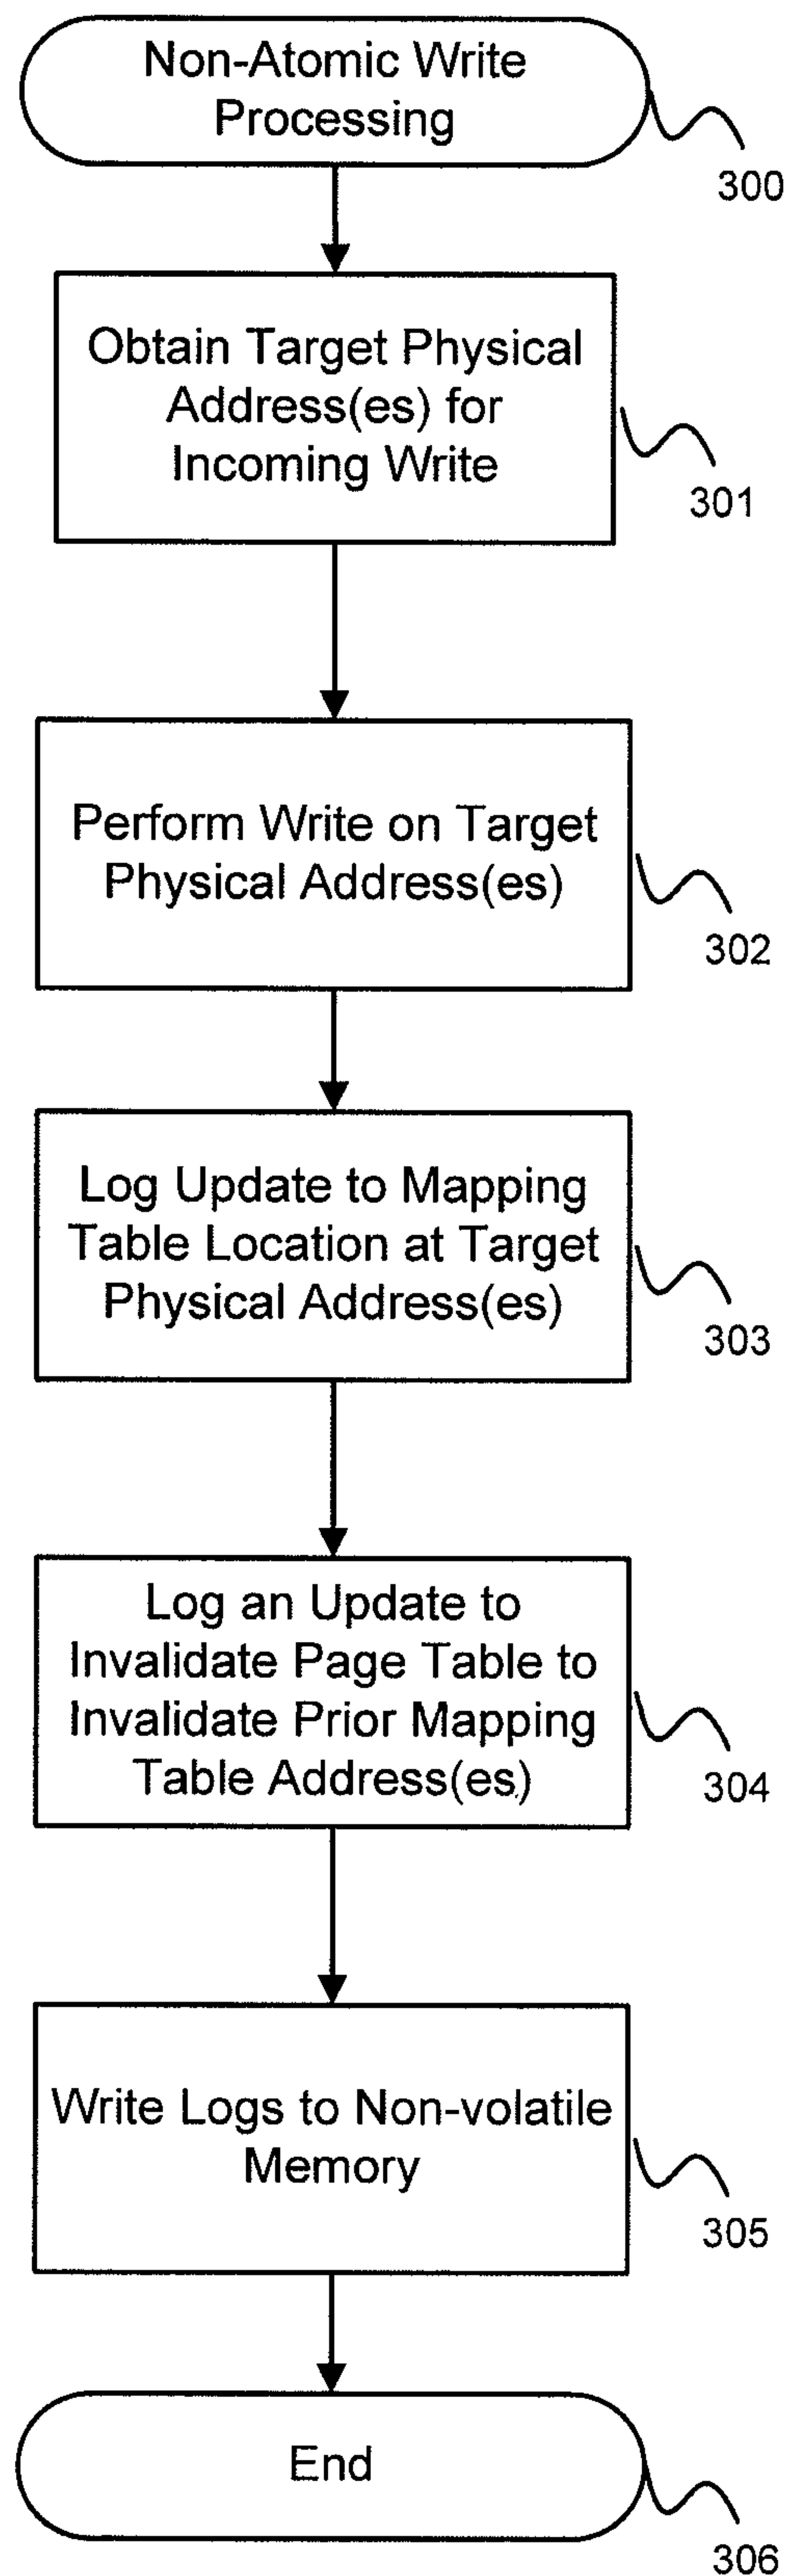 Non-Atomic Write
Processing
300
Obtain Target Physical
Address(es) for
Incoming Write
301
Perform Write on Target
Physical Address(es)
302
Log Update to Mapping
Table Location at Target
Physical Address(es)
303
Log an Update to
Invalidate Page Table to
Invalidate Prior Mapping
Table Address(es)
304
Write Logs to Non-volatile
Memory
305
End
306